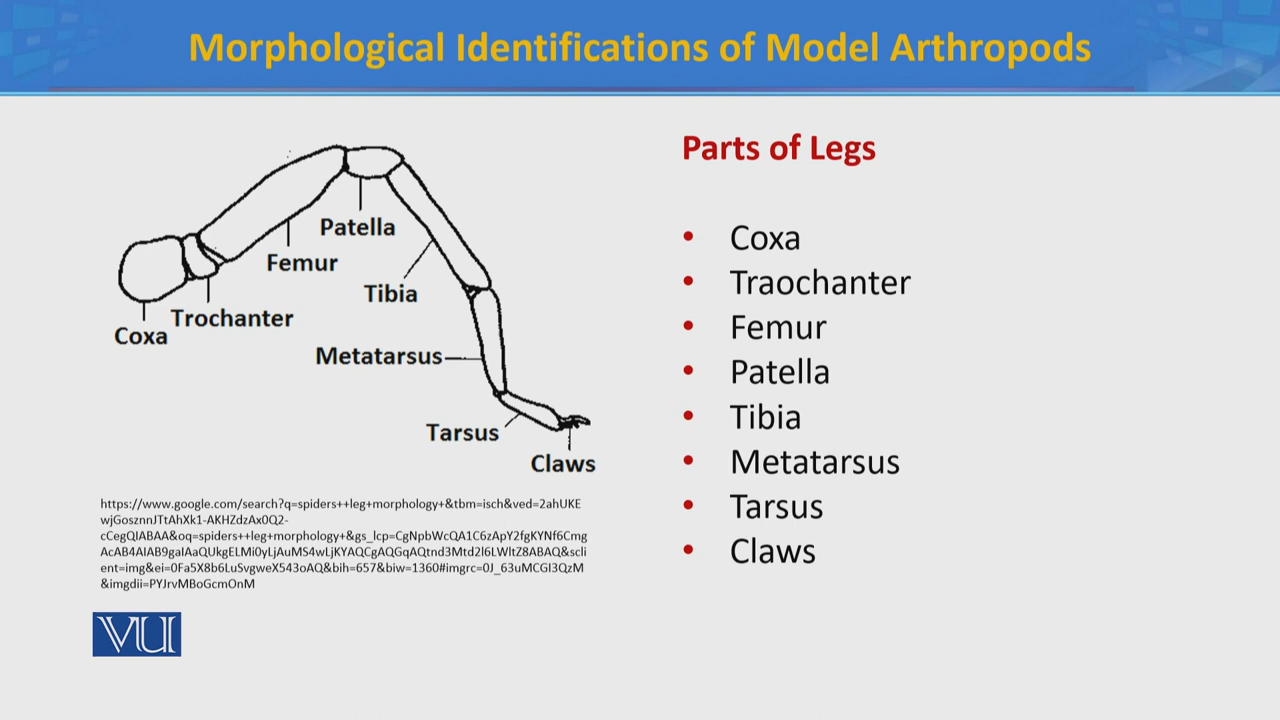 Morphological Identifications of Model Arthropods
Patella
Femur
Tibia
Trochanter
Coxa
Metatarsus
Tarsus
Claws
https://www.google.com/search?q=spiders++leg+morphology+&tbm=isch&ved=2ahUKE
wjGosznnJTtAhXk1-AKHZdzAx0Q2-
cCegQIABAA&oq=spiders++leg+morphology+&gs_lcp=CgNpbWcQA1C6zApY2fgKYNf6Cmg
AcAB4AIAB9gaIAaQUkgELMi0yLjAuMS4wLjKYAQCgAQGqAQtnd3Mtd2l6LWltZ8ABAQ&scli
ent=img&ei=0Fa5X8b6LuSvgweX543oAQ&bih=657&biw=1360#imgrc=0J_63uMCGI3QzM
&imgdii=PYJrvMBoGcmOnM
VU
Parts of Legs
• Coxa
• Traochanter
• Femur
• Patella
• Tibia
• Metatarsus
• Tarsus
• Claws